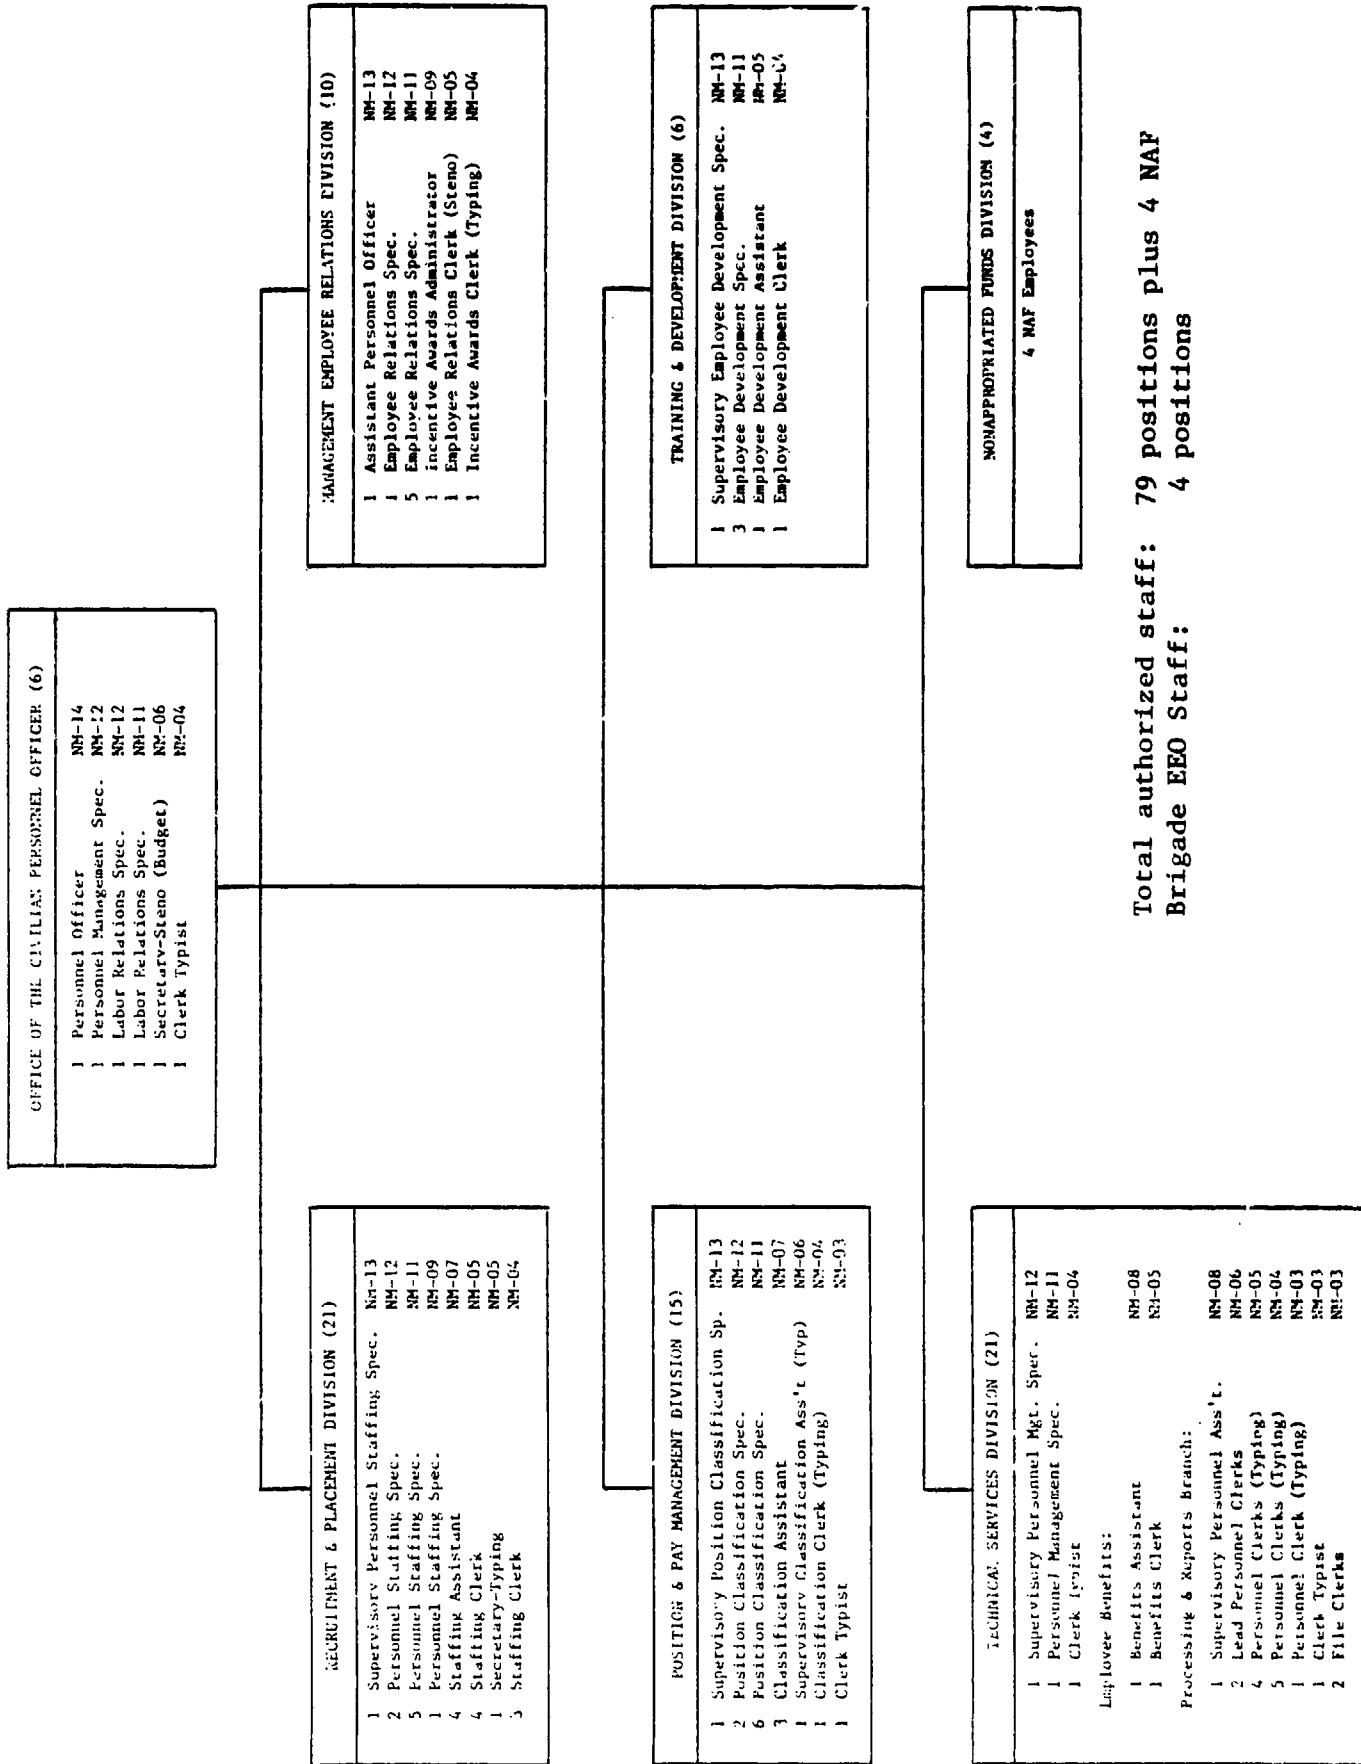 OFFICE OF THE CIVILIAN PERSONNEL OFFICER (6)
1 Personnel Officer NM-14
1 Personnel Management Spec. NM-12
1 Labor Relations Spec. NM-12
1 Labor Relations Spec. NM-11
1 Secretary-Steno (Budget) NM-06
1 Clerk Typist NM-04
RECRUITMENT & PLACEMENT DIVISION (21)
1 Supervisory Personnel Staffing Spec. NM-13
2 Personnel Staffing Spec. NM-12
5 Personnel Staffing Spec. NM-11
1 Personnel Staffing Spec. NM-09
4 Staffing Assistant NM-07
4 Staffing Clerk NM-05
1 Secretary-Typing NM-05
3 Staffing Clerk NM-04
MANAGEMENT EMPLOYEE RELATIONS DIVISION (10)
1 Assistant Personnel Officer NM-13
1 Employee Relations Spec. NM-12
5 Employee Relations Spec. NM-11
1 incentive Awards Administrator NM-09
1 Employee Relations Clerk (Steno) NM-05
1 Incentive Awards Clerk (Typing) NM-04
POSITION & PAY MANAGEMENT DIVISION (15)
1 Supervisory Position Classification Sp. NM-13
2 Position Classification Spec. NM-12
6 Position Classification Spec. NM-11
3 Classification Assistant NM-07
1 Supervisory Classification Ass't (Typ) NM-06
1 Classification Clerk (Typing) NM-04
1 Clerk Typist NM-03
TRAINING & DEVELOPMENT DIVISION (6)
1 Supervisory Employee Development Spec. NM-13
3 Employee Development Spec. NM-11
1 Employee Development Assistant NM-05
1 Employee Development Clerk NM-04
TECHNICAL SERVICES DIVISION (21)
1 Supervisory Personnel Mgt. Spec. NM-12
1 Personnel Management Spec. NM-11
1 Clerk Typist NM-04
Employee Benefits:
1 Benefits Assistant NM-08
1 Benefits Clerk NM-05
Processing & Reports Branch:
1 Supervisory Personnel Ass't. NM-08
2 Lead Personnel Clerks NM-06
4 Personnel Clerks (Typing) NM-05
5 Personnel Clerks (Typing) NM-04
1 Personnel Clerk (Typing) NM-03
1 Clerk Typist NM-03
2 File Clerks NM-03
NONAPPROPRIATED FUNDS DIVISION (4)
4 NAF Employees
Total authorized staff: 79 positions plus 4 NAF
Brigade EEO Staff: 4 positions